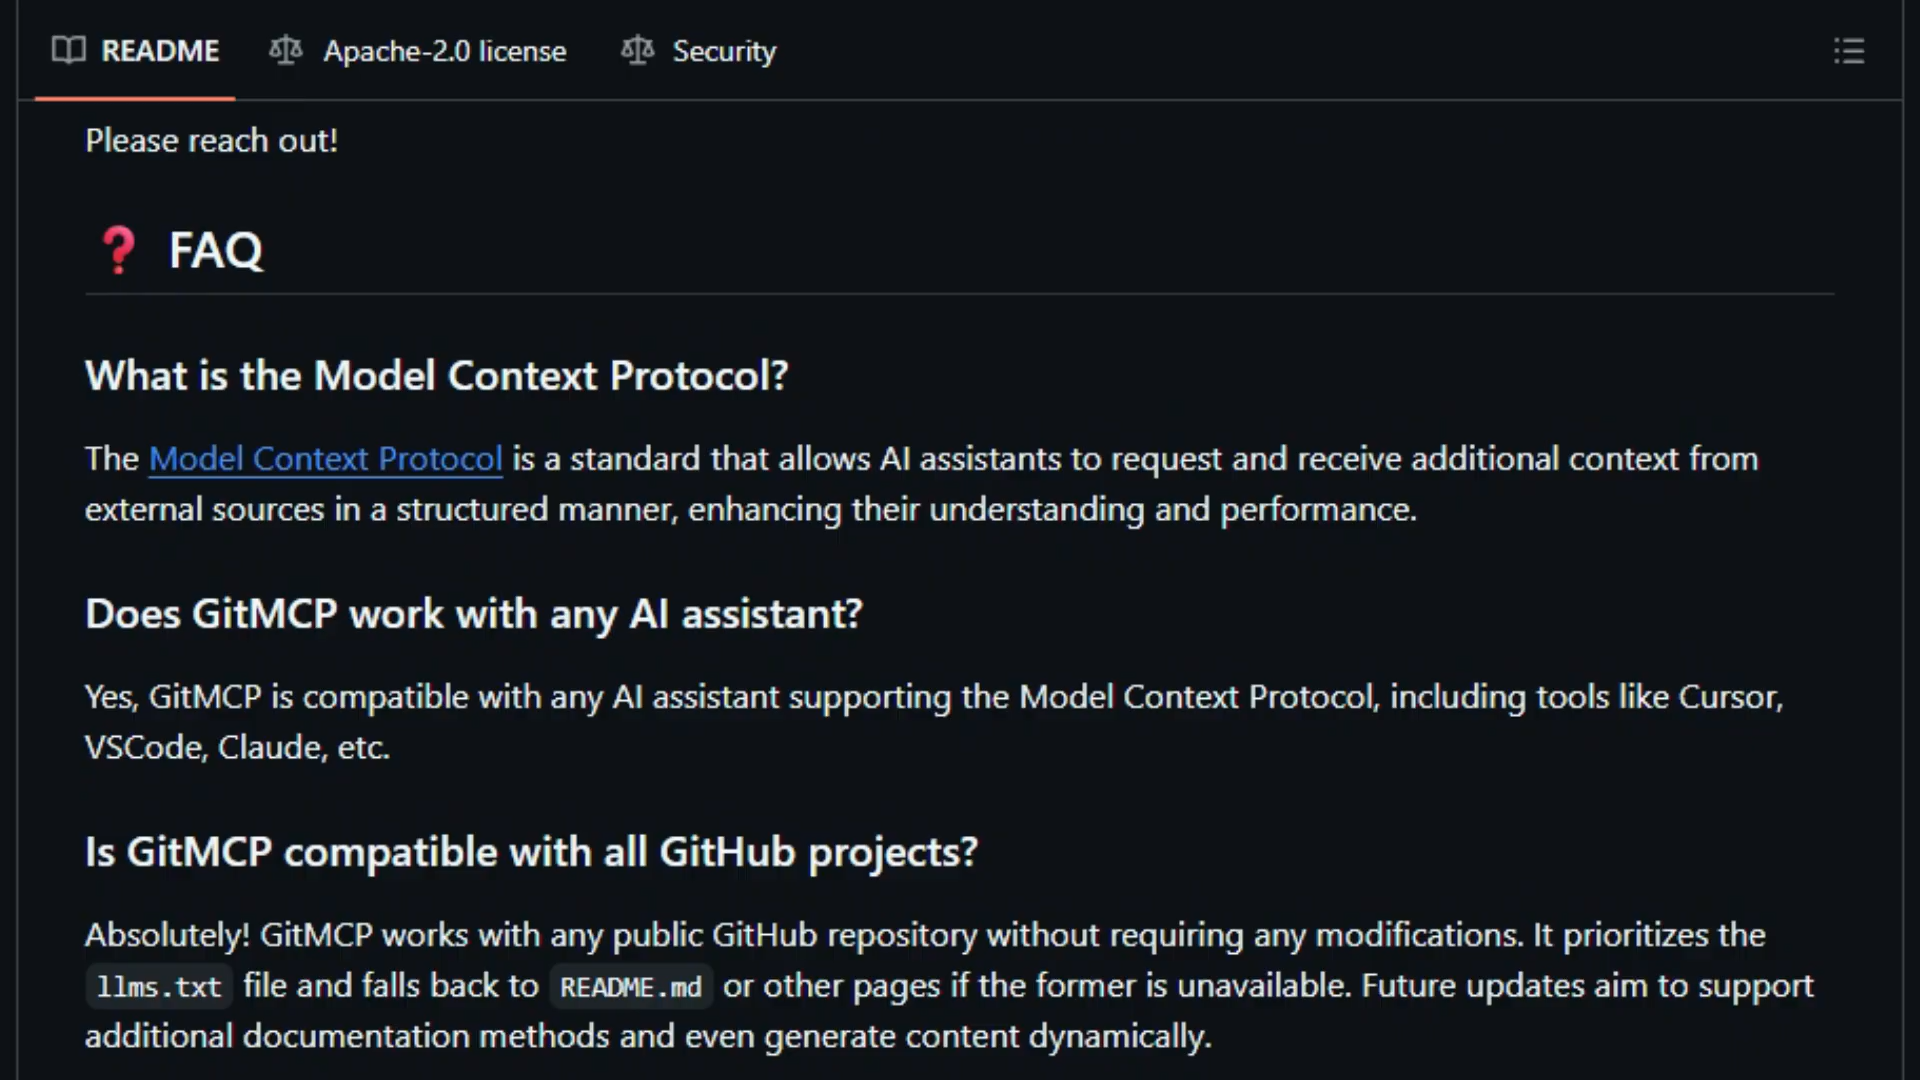 README Apache-2.0 license Security
Please reach out!
❓ FAQ
What is the Model Context Protocol?
The Model Context Protocol is a standard that allows AI assistants to request and receive additional context from
external sources in a structured manner, enhancing their understanding and performance.
Does GitMCP work with any AI assistant?
Yes, GitMCP is compatible with any AI assistant supporting the Model Context Protocol, including tools like Cursor,
VSCode, Claude, etc.
Is GitMCP compatible with all GitHub projects?
Absolutely! GitMCP works with any public GitHub repository without requiring any modifications. It prioritizes the
llms.txt file and falls back to README.md or other pages if the former is unavailable. Future updates aim to support
additional documentation methods and even generate content dynamically.